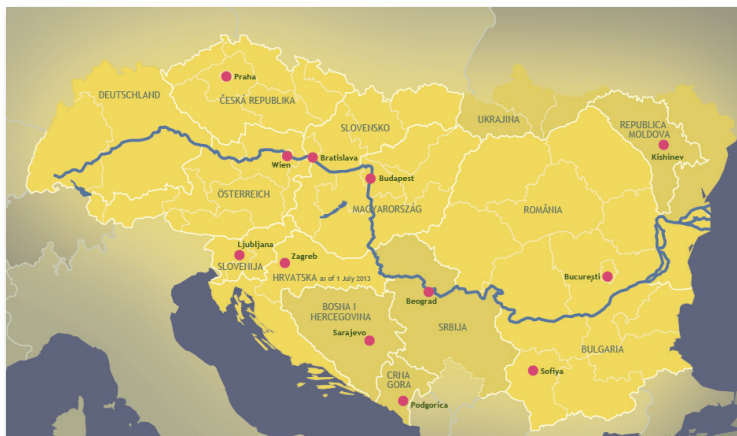 Praha
DEUTSCHLAND
ČESKÁ REPUBLIKA
SLOVENSKO
UKRAJINA
REPUBLICA
MOLDOVA
Kishinev
Wien
Bratislava
Budapest
ÖSTERREICH
MAGYARORSZÁG
ROMÂNIA
Ljubljana
SLOVENIJA
Zagreb
HRVATSKA as of 1 July 2013
Bucureşti
BOSNA I
HERCEGOVINA
Beograd
SRBIJA
Sarajevo
BULGARIA
CRNA
GORA
Sofiya
Podgorica